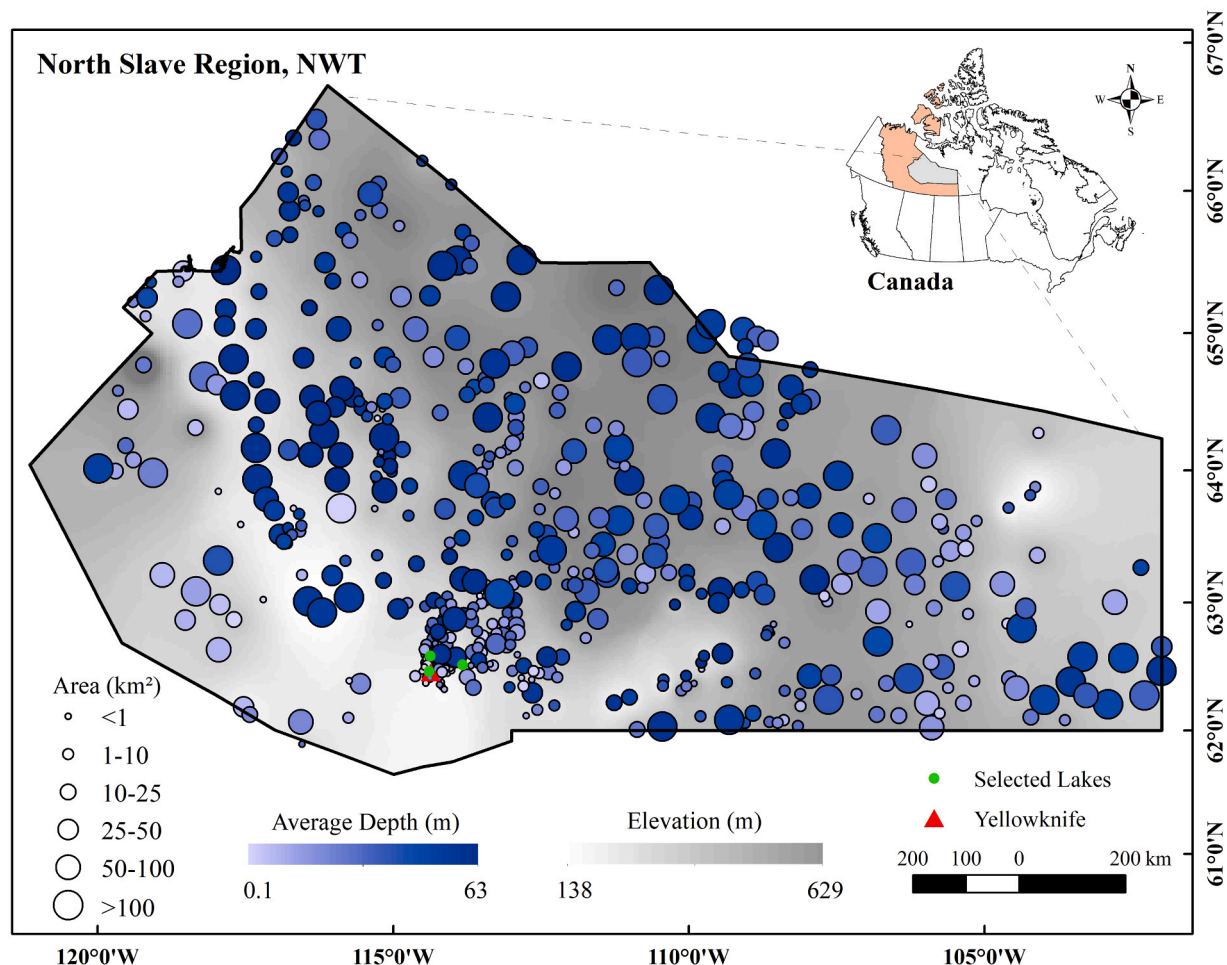 North Slave Region, NWT
N
W
E
S
Canada
67°0'N
66°0'N
65°0'N
64°0'N
63°0'N
62°0'N
61°0'N
Area (km²)
<1
1-10
10-25
25-50
50-100
>100
Average Depth (m)
0.1
63
Elevation (m)
138
629
Selected Lakes
Yellowknife
200 100 0 200 km
120°0'W
115°0'W
110°0'W
105°0'W